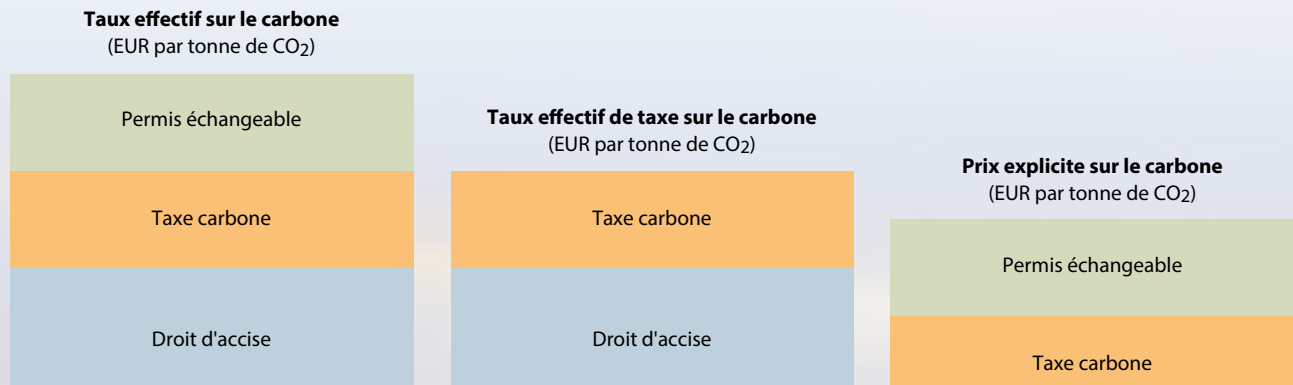 Taux effectif sur le carbone
(EUR par tonne de CO2)
Permis échangeable
Taxe carbone
Droit d'accise
Taux effectif de taxe sur le carbone
(EUR par tonne de CO2)
Taxe carbone
Droit d'accise
Prix explicite sur le carbone
(EUR par tonne de CO2)
Permis échangeable
Taxe carbone